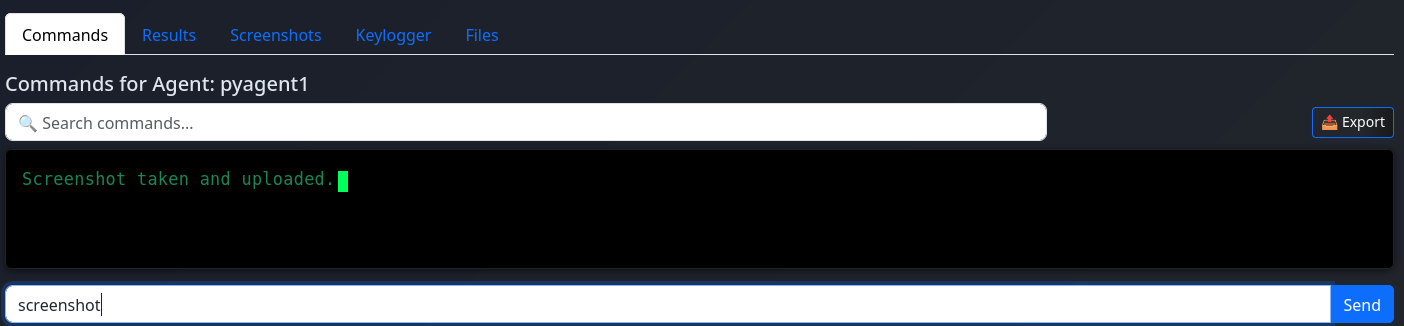 Commands Results Screenshots Keylogger Files
Commands for Agent: pyagent1
🔍 Search commands...
📤 Export
Screenshot taken and uploaded.
screenshot
Send